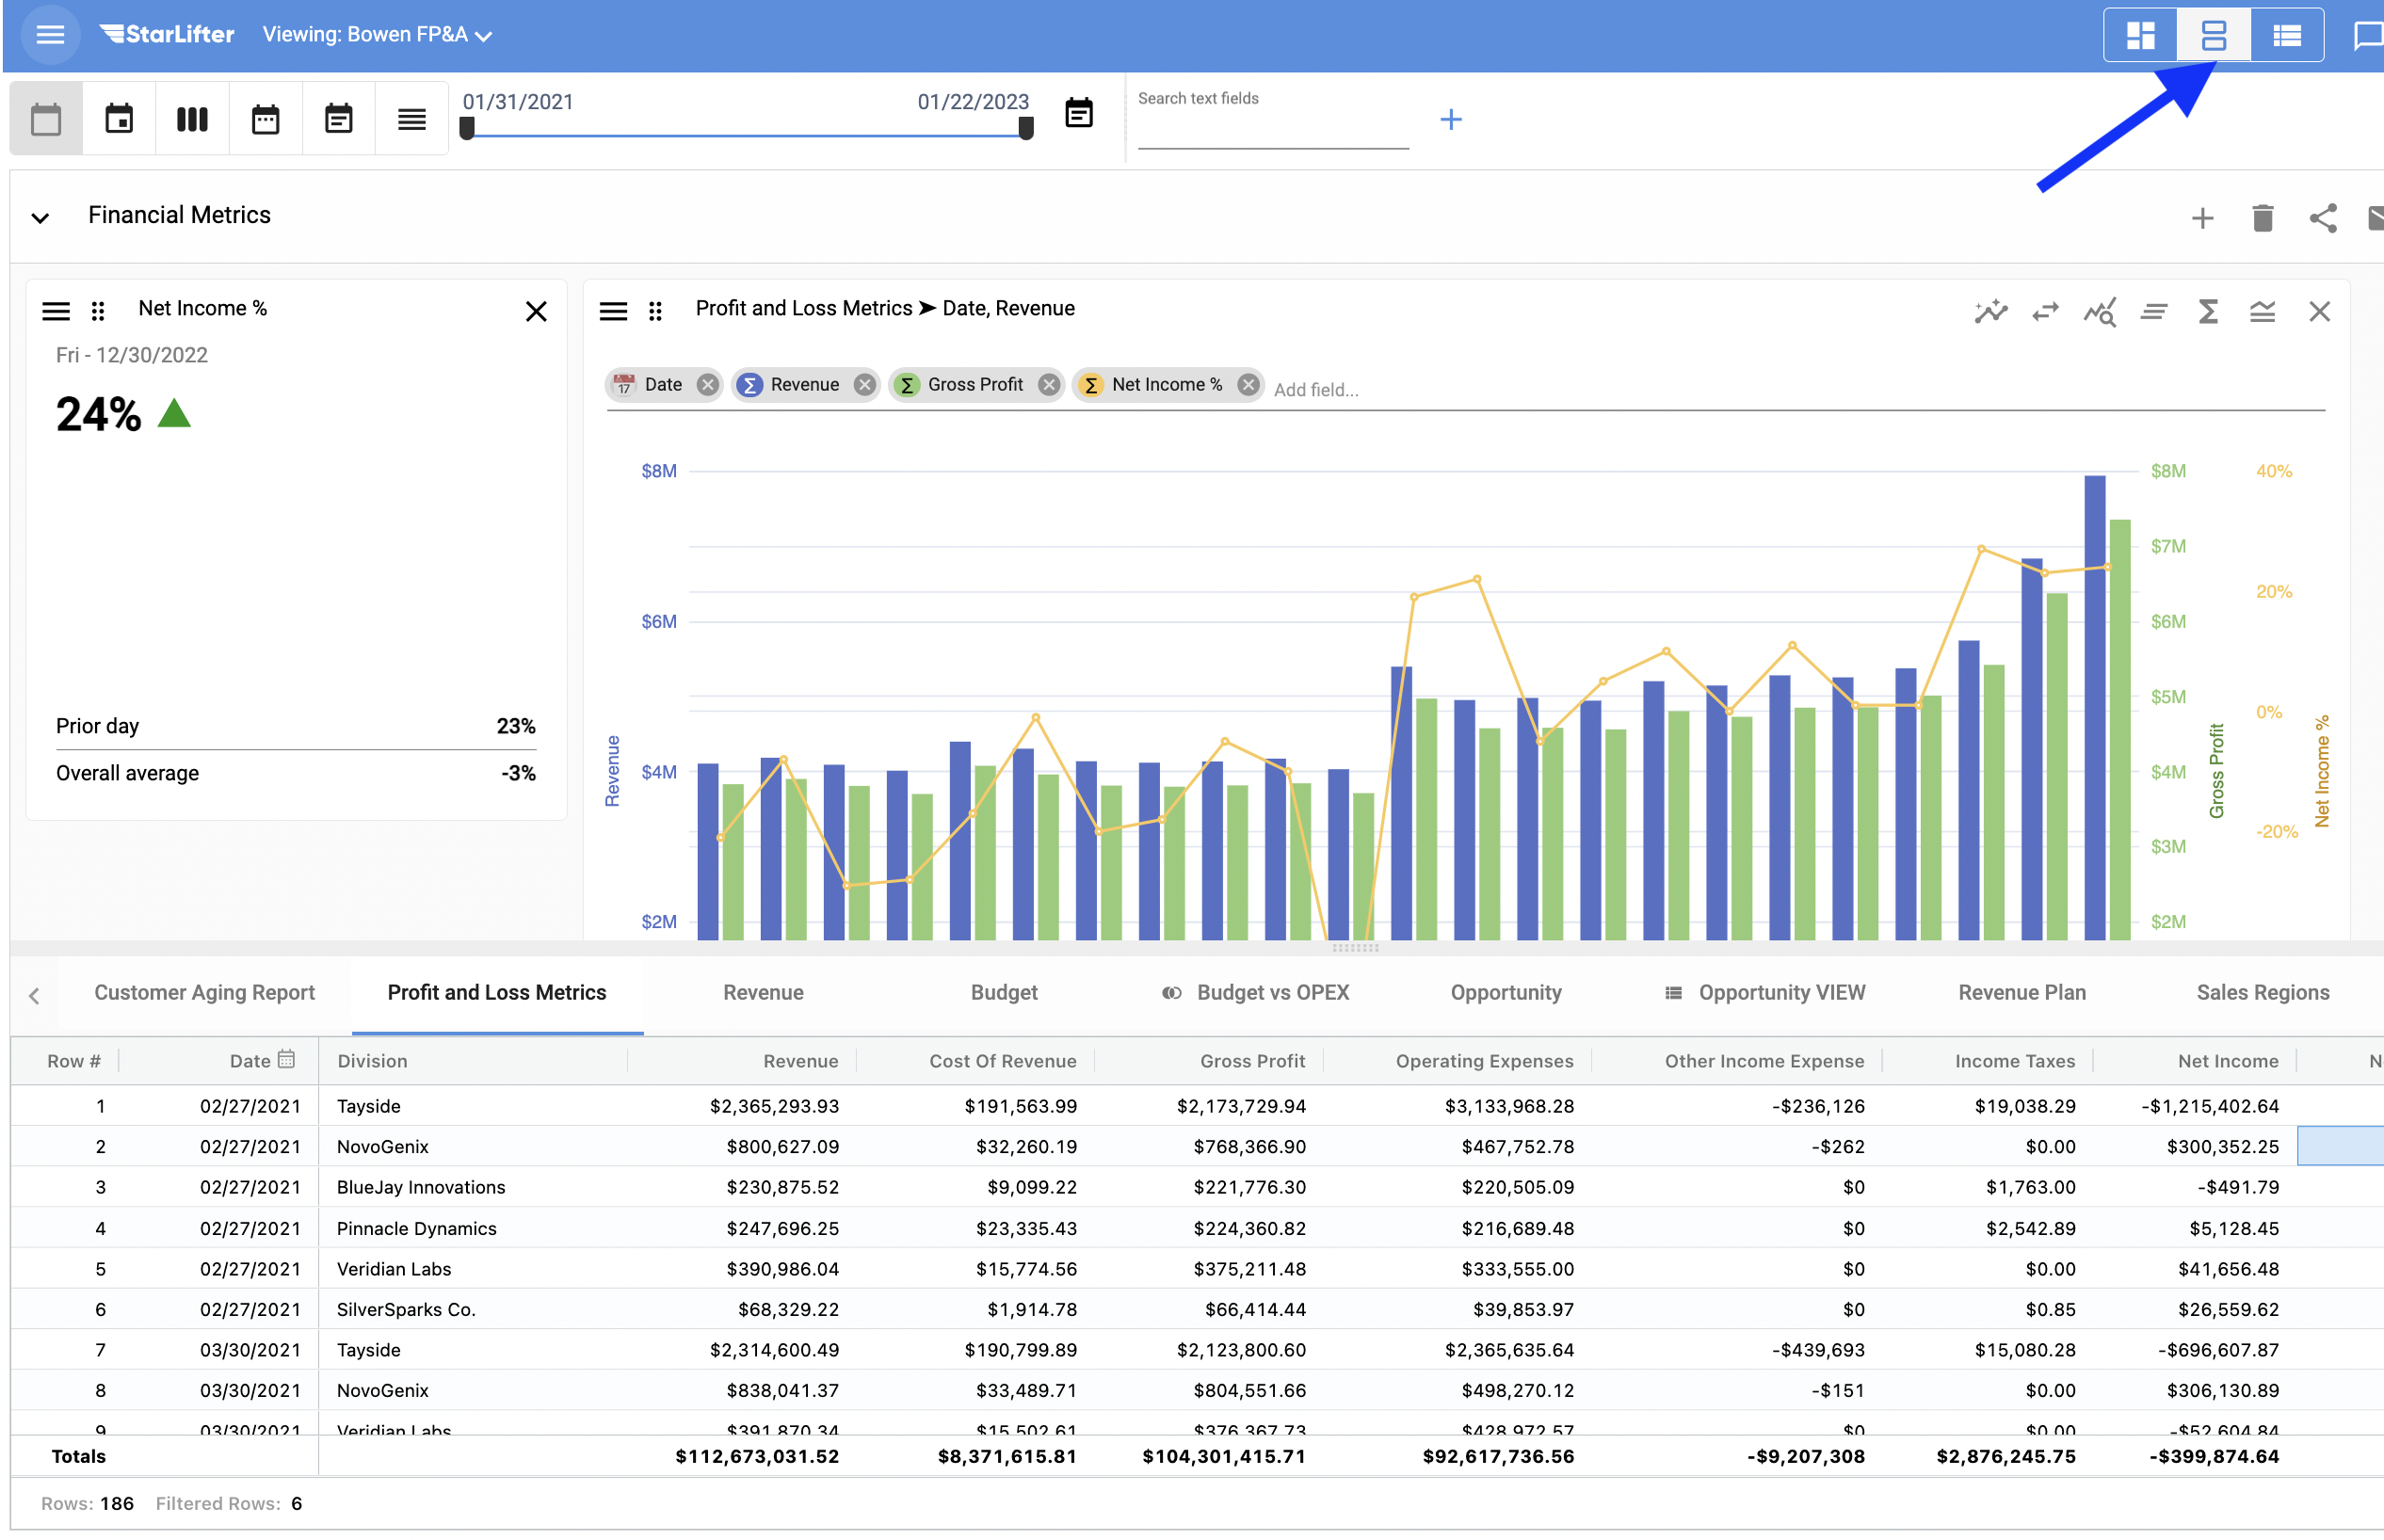 StarLifter Viewing: Bowen FP&A
01/31/2021 01/22/2023 Search text fields
Financial Metrics
Net Income %
Fri - 12/30/2022
24%
Prior day 23%
Overall average -3%
Profit and Loss Metrics ➤ Date, Revenue
17 Date Σ Revenue Σ Gross Profit Σ Net Income % Add field...
$8M $8M 40%
$7M
20%
$6M $6M
$5M
0%
$4M $4M
-20%
$3M
$2M $2M
Revenue
Gross Profit
Net Income %
Customer Aging Report Profit and Loss Metrics Revenue Budget Budget vs OPEX Opportunity Opportunity VIEW Revenue Plan Sales Regions
Row # Date Division Revenue Cost Of Revenue Gross Profit Operating Expenses Other Income Expense Income Taxes Net Income
1 02/27/2021 Tayside $2,365,293.93 $191,563.99 $2,173,729.94 $3,133,968.28 -$236,126 $19,038.29 -$1,215,402.64
2 02/27/2021 NovoGenix $800,627.09 $32,260.19 $768,366.90 $467,752.78 -$262 $0.00 $300,352.25
3 02/27/2021 BlueJay Innovations $230,875.52 $9,099.22 $221,776.30 $220,505.09 $0 $1,763.00 -$491.79
4 02/27/2021 Pinnacle Dynamics $247,696.25 $23,335.43 $224,360.82 $216,689.48 $0 $2,542.89 $5,128.45
5 02/27/2021 Veridian Labs $390,986.04 $15,774.56 $375,211.48 $333,555.00 $0 $0.00 $41,656.48
6 02/27/2021 SilverSparks Co. $68,329.22 $1,914.78 $66,414.44 $39,853.97 $0 $0.85 $26,559.62
7 03/30/2021 Tayside $2,314,600.49 $190,799.89 $2,123,800.60 $2,365,635.64 -$439,693 $15,080.28 -$696,607.87
8 03/30/2021 NovoGenix $838,041.37 $33,489.71 $804,551.66 $498,270.12 -$151 $0.00 $306,130.89
9 03/30/2021 Veridian Labs $391,870.34 $15,502.61 $376,367.73 $428,972.57 $0 $0.00 -$52,604.84
Totals $112,673,031.52 $8,371,615.81 $104,301,415.71 $92,617,736.56 -$9,207,308 $2,876,245.75 -$399,874.64
Rows: 186 Filtered Rows: 6